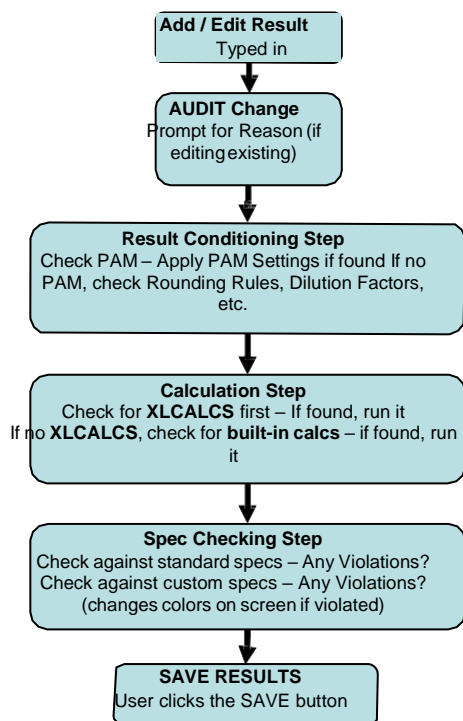 Add / Edit Result
Typed in
AUDIT Change
Prompt for Reason (if
editing existing)
Result Conditioning Step
Check PAM – Apply PAM Settings if found If no
PAM, check Rounding Rules, Dilution Factors,
etc.
Calculation Step
Check for XLCALCS first – If found, run it
If no XLCALCS, check for built-in calcs – if found, run
it
Spec Checking Step
Check against standard specs – Any Violations?
Check against custom specs – Any Violations?
(changes colors on screen if violated)
SAVE RESULTS
User clicks the SAVE button